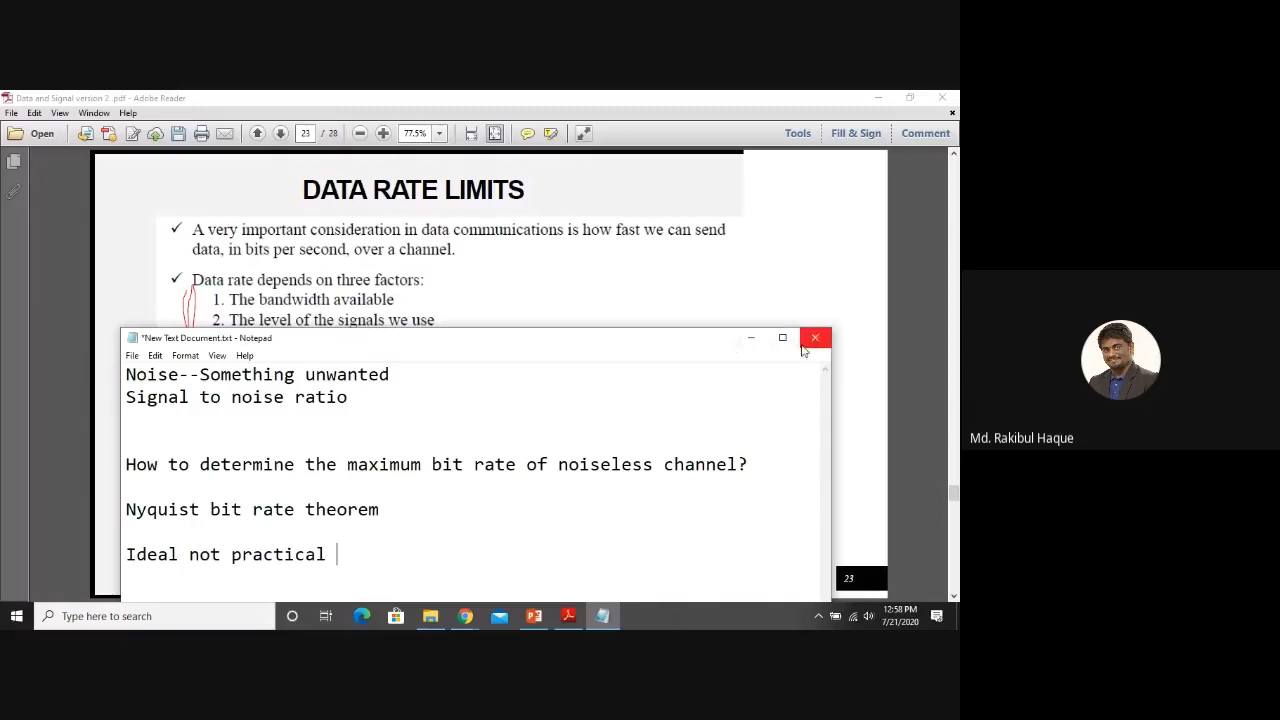 Data and Signal version 2 .pdf - Adobe Reader
File Edit View Window Help
Open 23 / 28 77.5% Tools Fill & Sign Comment
DATA RATE LIMITS
✓ A very important consideration in data communications is how fast we can send
data, in bits per second, over a channel.
✓ Data rate depends on three factors:
1. The bandwidth available
2. The level of the signals we use
*New Text Document.txt - Notepad
File Edit Format View Help
Noise--Something unwanted
Signal to noise ratio
How to determine the maximum bit rate of noiseless channel?
Nyquist bit rate theorem
Ideal not practical
23
Type here to search
12:58 PM
7/21/2020
Md. Rakibul Haque